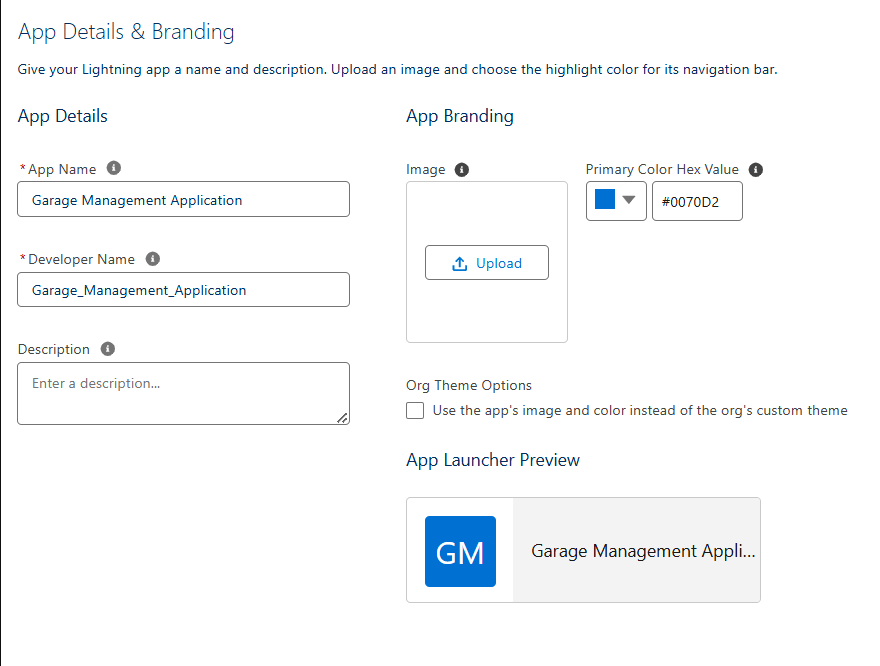 App Details & Branding
Give your Lightning app a name and description. Upload an image and choose the highlight color for its navigation bar.
App Details
* App Name
Garage Management Application
* Developer Name
Garage_Management_Application
Description
Enter a description...
App Branding
Image
Upload
Primary Color Hex Value
#0070D2
Org Theme Options
Use the app's image and color instead of the org's custom theme
App Launcher Preview
GM
Garage Management Appli...